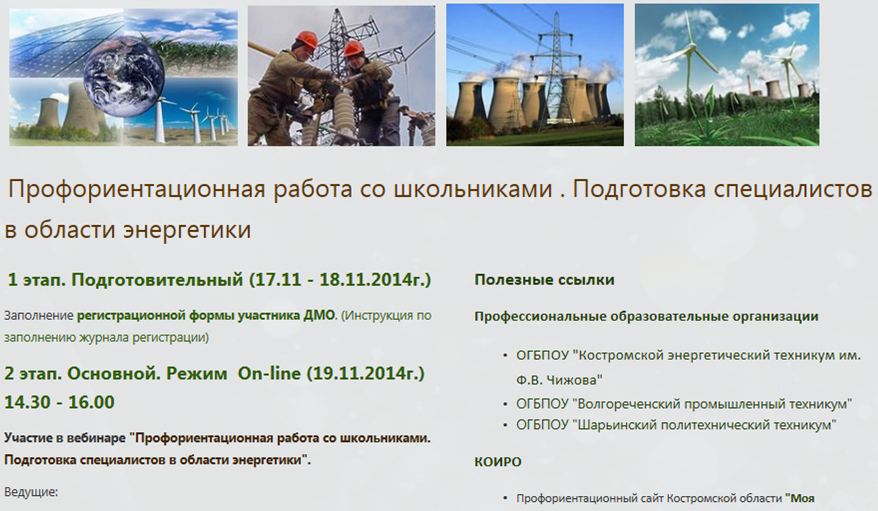 Профориентационная работа со школьниками . Подготовка специалистов
в области энергетики
1 этап. Подготовительный (17.11 - 18.11.2014г.)
Заполнение регистрационной формы участника ДМО. (Инструкция по
заполнению журнала регистрации)
2 этап. Основной. Режим On-line (19.11.2014г.)
14.30 - 16.00
Участие в вебинаре "Профориентационная работа со школьниками.
Подготовка специалистов в области энергетики".
Ведущие:
Полезные ссылки
Профессиональные образовательные организации
• ОГБПОУ "Костромской энергетический техникум им.
Ф.В. Чижова"
• ОГБПОУ "Волгореченский промышленный техникум"
• ОГБПОУ "Шарьинский политехнический техникум"
КОИРО
• Профориентационный сайт Костромской области "Моя